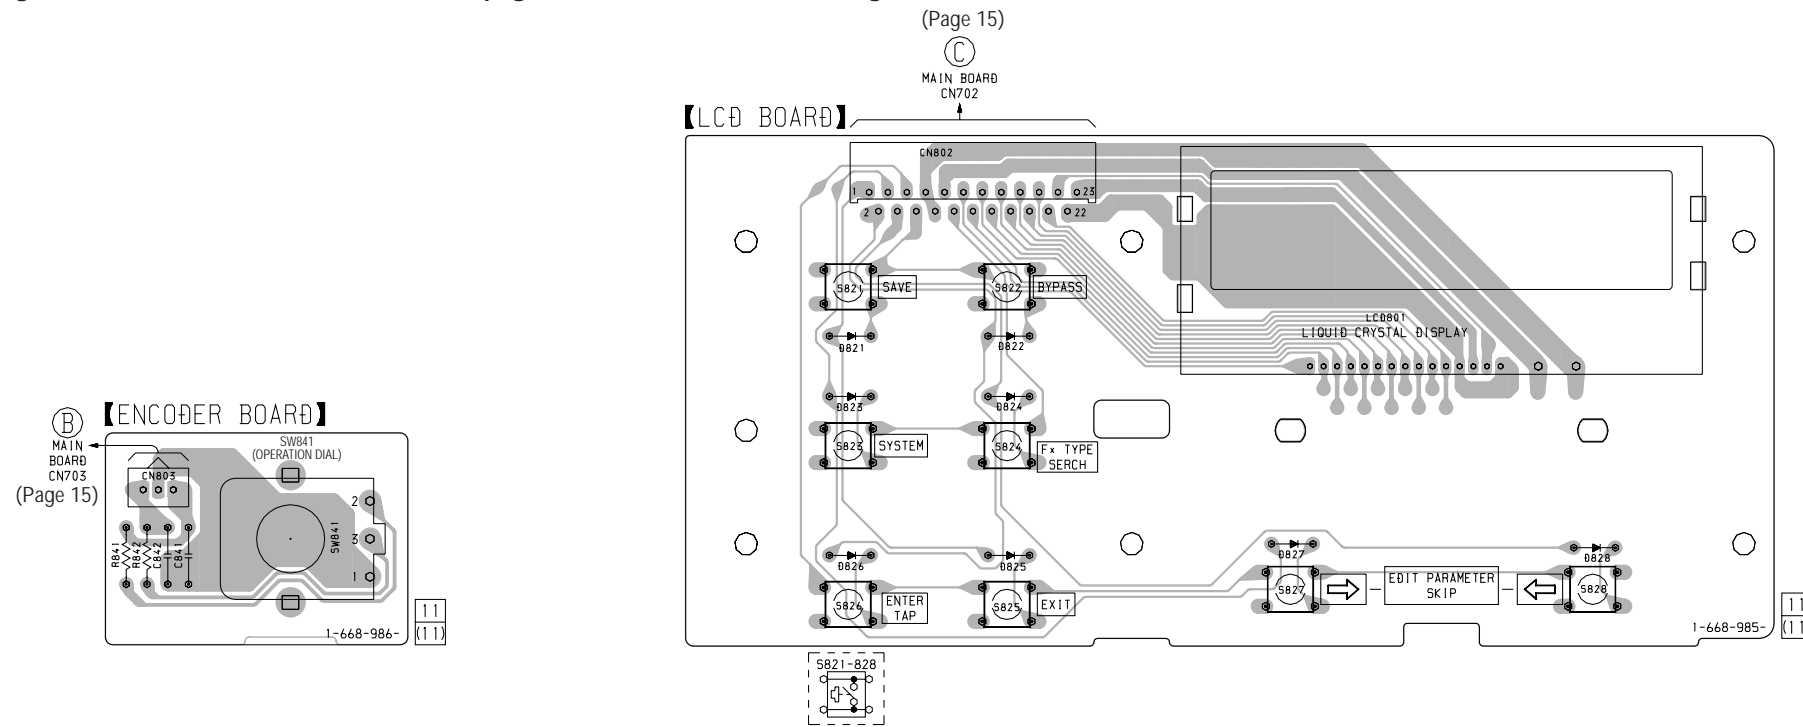 (Page 15)
C
MAIN BOARD
CN702
【LCD BOARD】
CN802
1
23
2
22
S821
SAVE
S822
BYPASS
D821
D822
LCD801
LIQUID CRYSTAL DISPLAY
D823
D824
S823
SYSTEM
S824
Fx TYPE
SERCH
D826
D825
D827
D828
S826
ENTER
TAP
S825
EXIT
S827
EDIT PARAMETER
SKIP
S828
1-668-985-
11
(11
S821-828
B
MAIN
BOARD
CN703
(Page 15)
【ENCODER BOARD】
SW841
(OPERATION DIAL)
CN803
2
3
1
SW841
R841
R842
C842
C841
1-668-986-
11
(11)